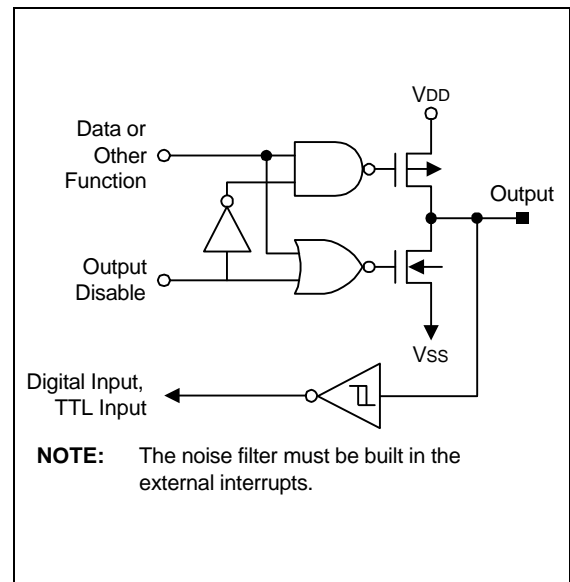 VDD
Data or
Other
Function
Output
Output
Disable
VSS
Digital Input,
TTL Input
NOTE: The noise filter must be built in the
external interrupts.